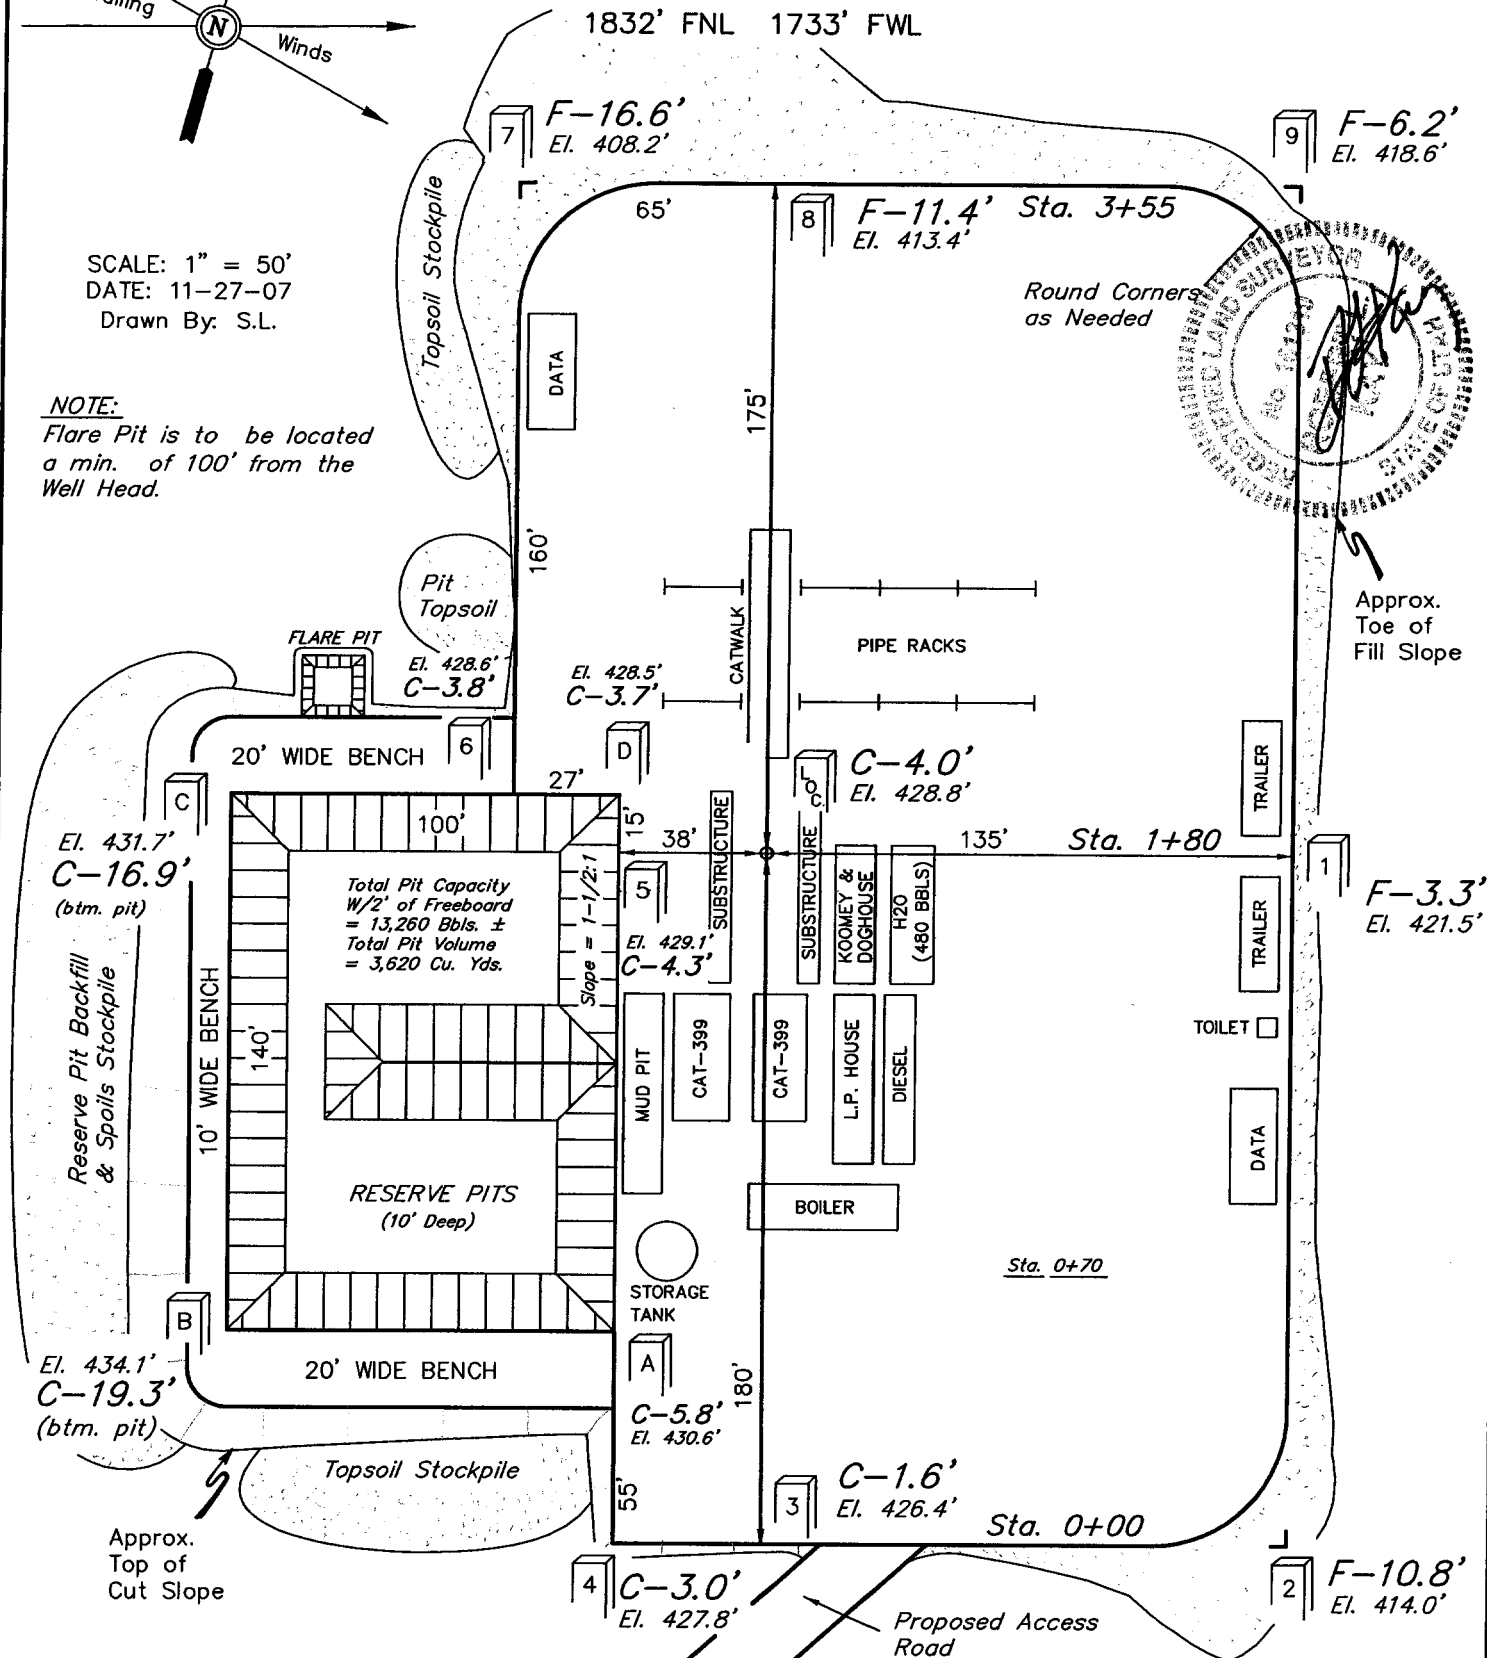 N
Winds
1832' FNL 1733' FWL
7
F-16.6'
El. 408.2'
9
F-6.2'
El. 418.6'
65'
8
F-11.4'
El. 413.4'
Sta. 3+55
SCALE: 1" = 50'
DATE: 11-27-07
Drawn By: S.L.
Topsoil Stockpile
Round Corners
as Needed
REGISTERED LAND SURVEYOR
STATE OF UTAH
DATA
175'
NOTE:
Flare Pit is to be located
a min. of 100' from the
Well Head.
160'
Pit
Topsoil
Approx.
Toe of
Fill Slope
CATWALK
PIPE RACKS
FLARE PIT
El. 428.6'
C-3.8'
El. 428.5'
C-3.7'
20' WIDE BENCH
6
D
C
El. 431.7'
C-16.9'
(btm. pit)
27'
15'
100'
LOC
C-4.0'
El. 428.8'
TRAILER
38'
135'
Sta. 1+80
1
F-3.3'
El. 421.5'
SUBSTRUCTURE
SUBSTRUCTURE
KOOMEY &
DOGHOUSE
H20
(480 BBLS)
TRAILER
Total Pit Capacity
W/2' of Freeboard
= 13,260 Bbls. ±
Total Pit Volume
= 3,620 Cu. Yds.
Slope = 1-1/2:1
5
El. 429.1'
C-4.3'
Reserve Pit Backfill
& Spoils Stockpile
10' WIDE BENCH
140'
MUD PIT
CAT-399
CAT-399
L.P. HOUSE
DIESEL
TOILET
DATA
RESERVE PITS
(10' Deep)
BOILER
STORAGE
TANK
Sta. 0+70
B
El. 434.1'
C-19.3'
(btm. pit)
20' WIDE BENCH
A
C-5.8'
El. 430.6'
180'
Topsoil Stockpile
55'
3
C-1.6'
El. 426.4'
Sta. 0+00
Approx.
Top of
Cut Slope
4
C-3.0'
El. 427.8'
2
F-10.8'
El. 414.0'
Proposed Access
Road